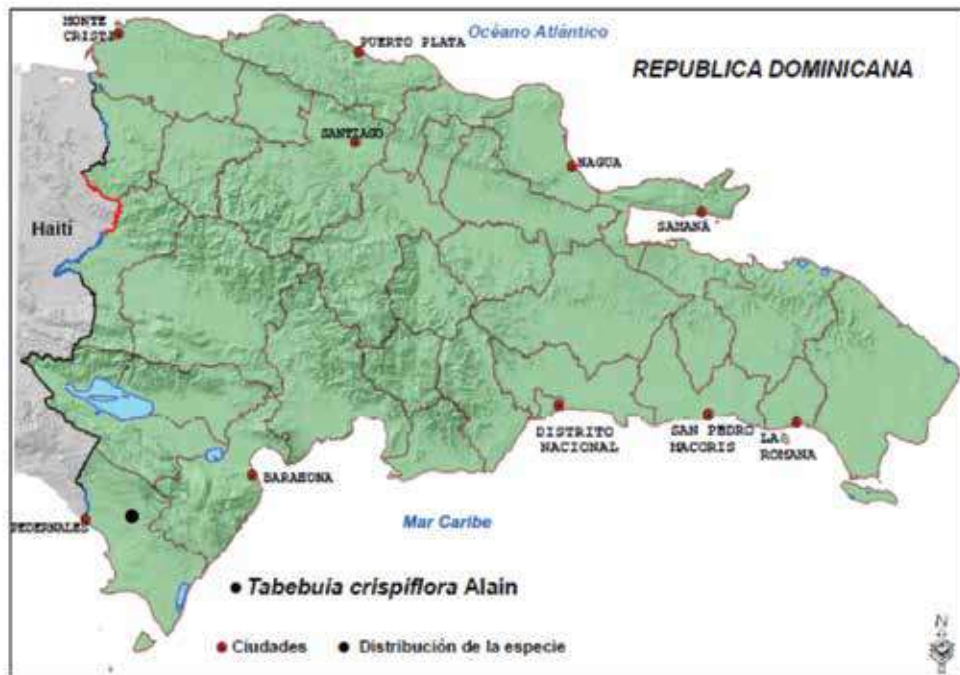 MONTE
CRISTI
PUERTO PLATA
Océano Atlántico
REPUBLICA DOMINICANA
SANTIAGO
NAGUA
SAMANÁ
Haití
DISTRITO
NACIONAL
SAN PEDRO
MACORIS
LA
ROMANA
BARAHONA
PEDERNALES
Mar Caribe
Tabebuia crispiflora Alain
Ciudades
Distribución de la especie
N